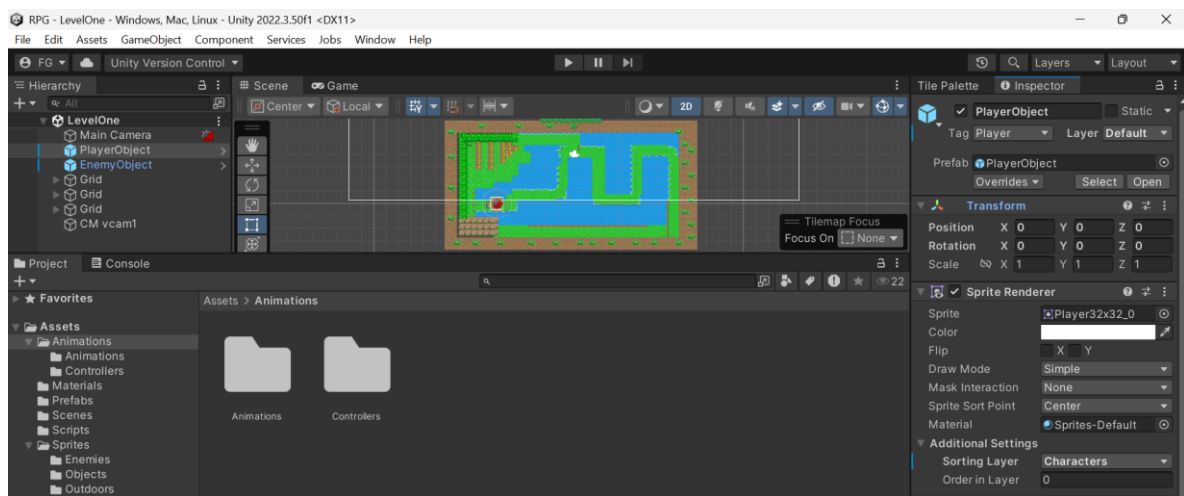 RPG - LevelOne - Windows, Mac, Linux - Unity 2022.3.50f1 <DX11>
File Edit Assets GameObject Component Services Jobs Window Help
FG Unity Version Control Layers Layout
Hierarchy
All
LevelOne
Main Camera
PlayerObject
EnemyObject
Grid
Grid
Grid
CM vcam1
Scene Game
Center Local 2D
Tilemap Focus
Focus On None
Tile Palette Inspector
PlayerObject Static
Tag Player Layer Default
Prefab PlayerObject
Overrides Select Open
Transform
Position X 0 Y 0 Z 0
Rotation X 0 Y 0 Z 0
Scale X 1 Y 1 Z 1
Sprite Renderer
Sprite Player32x32_0
Color
Flip X Y
Draw Mode Simple
Mask Interaction None
Sprite Sort Point Center
Material Sprites-Default
Additional Settings
Sorting Layer Characters
Order in Layer 0
Project Console
22
Favorites
Assets
Animations
Animations
Controllers
Materials
Prefabs
Scenes
Scripts
Sprites
Enemies
Objects
Outdoors
Assets > Animations
Animations Controllers